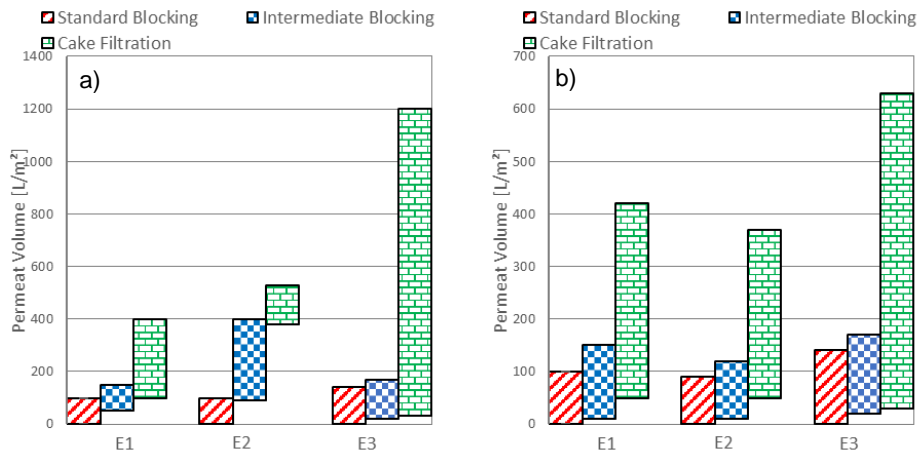 Standard Blocking
Intermediate Blocking
Cake Filtration
a)
Permeat Volume [L/m²]
1400
1200
1000
800
600
400
200
0
E1
E2
E3
Standard Blocking
Intermediate Blocking
Cake Filtration
b)
Permeat Volume [L/m²]
700
600
500
400
300
200
100
0
E1
E2
E3